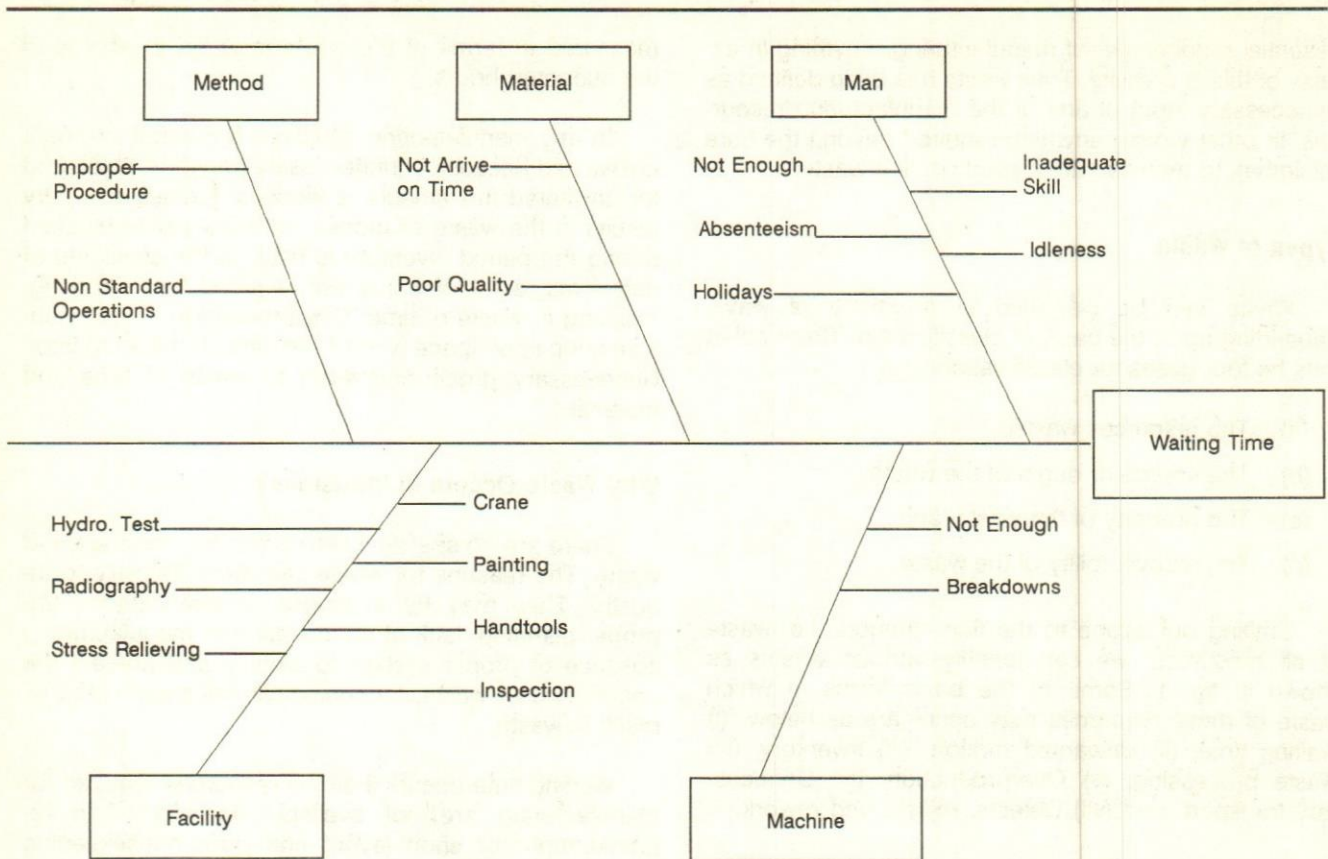 Method
Material
Man
Improper
Procedure
Not Arrive
on Time
Not Enough
Inadequate
Skill
Absenteeism
Idleness
Non Standard
Operations
Poor Quality
Holidays
Waiting Time
Crane
Hydro. Test
Not Enough
Painting
Radiography
Breakdowns
Handtools
Stress Relieving
Inspection
Facility
Machine